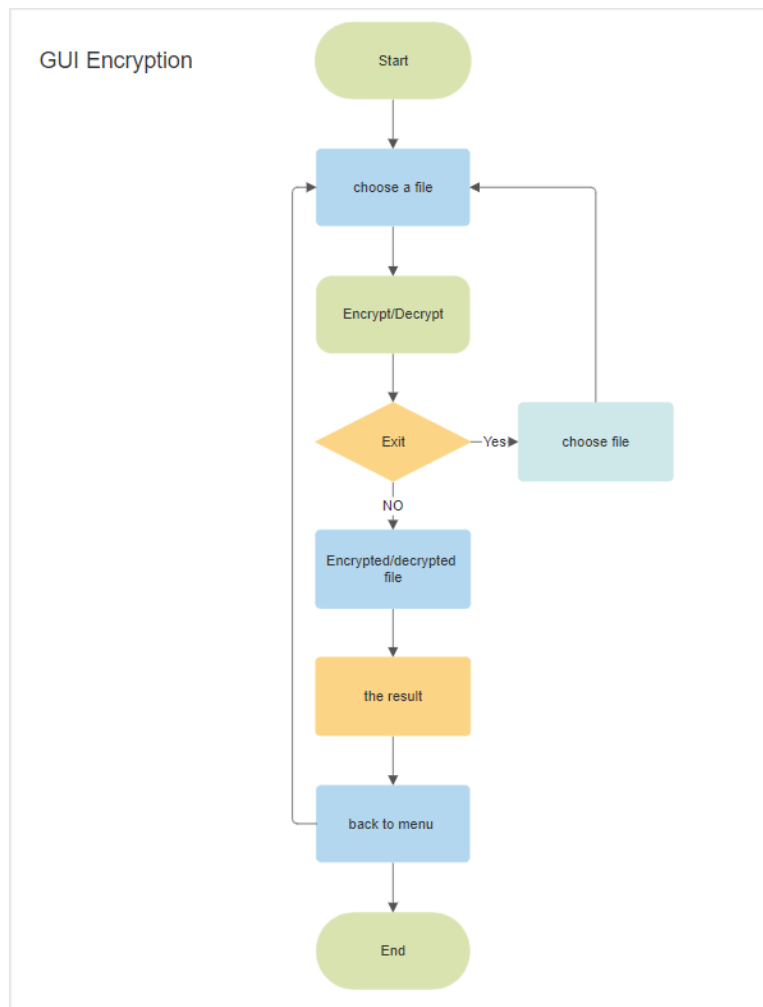 GUI Encryption
Start
choose a file
Encrypt/Decrypt
Exit
Yes
choose file
NO
Encrypted/decrypted
file
the result
back to menu
End